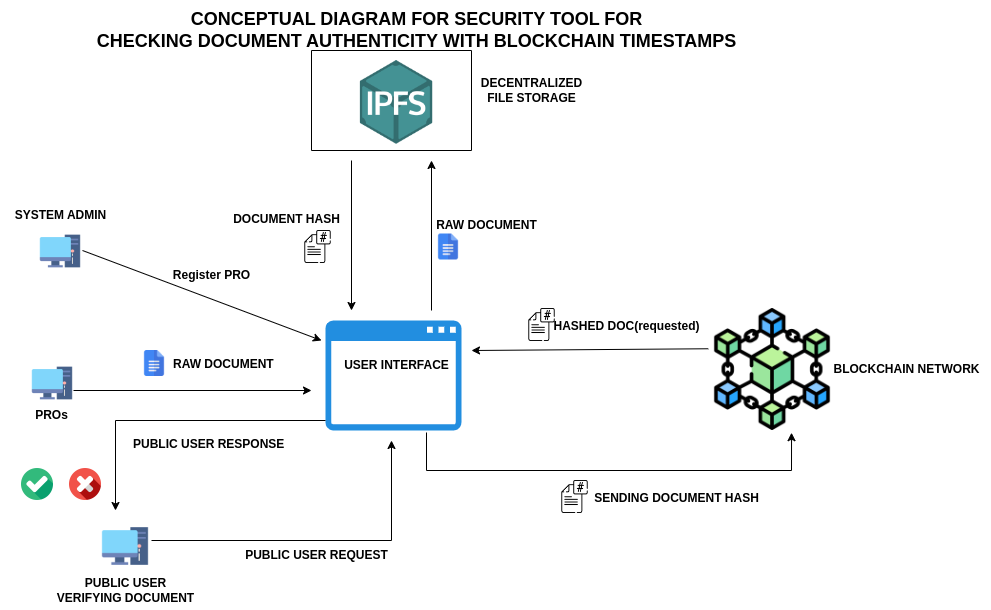 CONCEPTUAL DIAGRAM FOR SECURITY TOOL FOR
CHECKING DOCUMENT AUTHENTICITY WITH BLOCKCHAIN TIMESTAMPS
IPFS
DECENTRALIZED
FILE STORAGE
SYSTEM ADMIN
DOCUMENT HASH
#
RAW DOCUMENT
Register PRO
#
HASHED DOC(requested)
RAW DOCUMENT
USER INTERFACE
BLOCKCHAIN NETWORK
PROs
PUBLIC USER RESPONSE
#
SENDING DOCUMENT HASH
PUBLIC USER REQUEST
PUBLIC USER
VERIFYING DOCUMENT